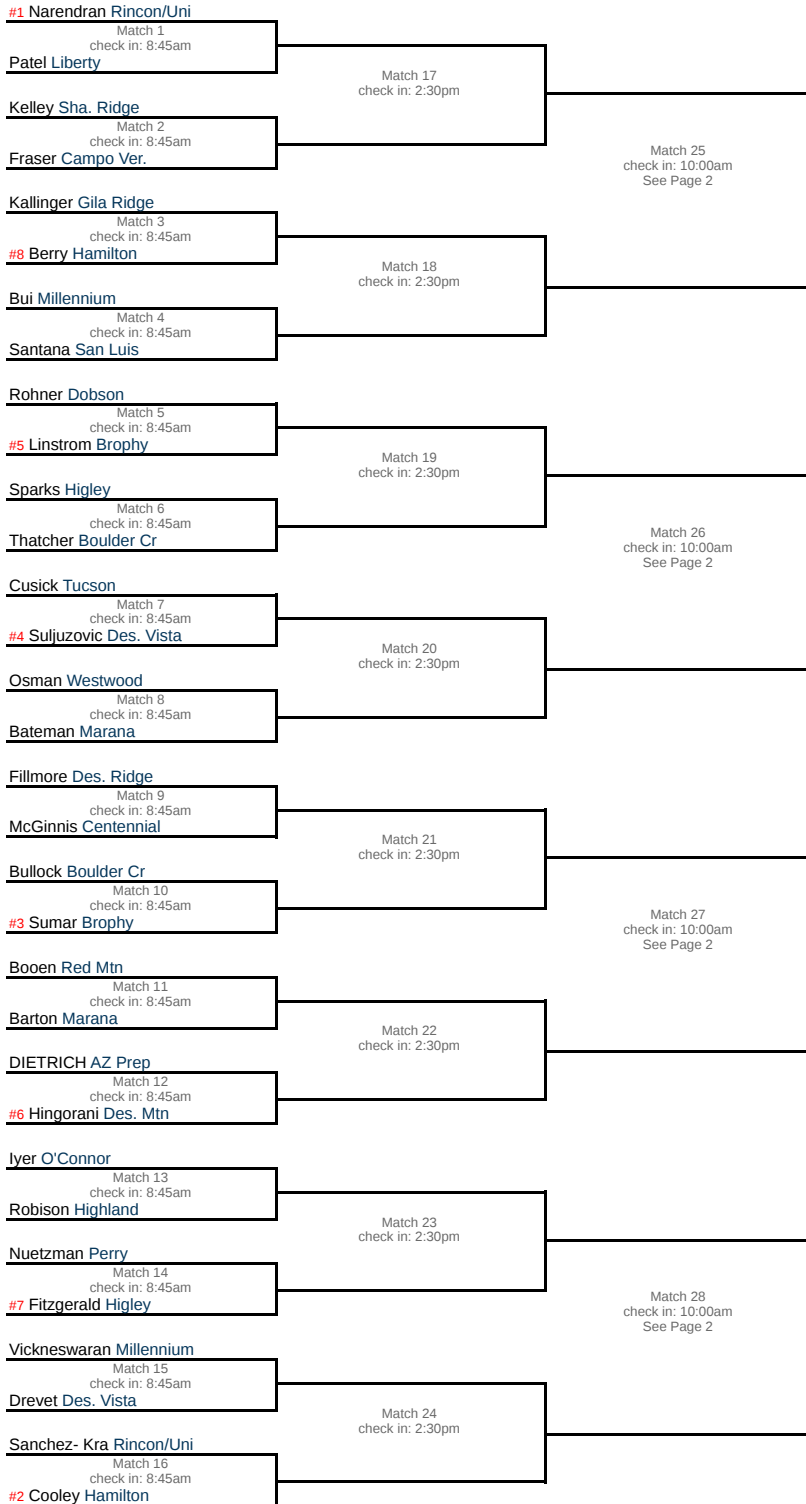 #1 Narendran Rincon/Uni
Match 1
check in: 8:45am
Patel Liberty
Match 17
check in: 2:30pm
Kelley Sha. Ridge
Match 2
check in: 8:45am
Fraser Campo Ver.
Match 25
check in: 10:00am
See Page 2
Kallinger Gila Ridge
Match 3
check in: 8:45am
#8 Berry Hamilton
Match 18
check in: 2:30pm
Bui Millennium
Match 4
check in: 8:45am
Santana San Luis
Rohner Dobson
Match 5
check in: 8:45am
#5 Linstrom Brophy
Match 19
check in: 2:30pm
Sparks Higley
Match 6
check in: 8:45am
Thatcher Boulder Cr
Match 26
check in: 10:00am
See Page 2
Cusick Tucson
Match 7
check in: 8:45am
#4 Suljuzovic Des. Vista
Match 20
check in: 2:30pm
Osman Westwood
Match 8
check in: 8:45am
Bateman Marana
Fillmore Des. Ridge
Match 9
check in: 8:45am
McGinnis Centennial
Match 21
check in: 2:30pm
Bullock Boulder Cr
Match 10
check in: 8:45am
#3 Sumar Brophy
Match 27
check in: 10:00am
See Page 2
Booen Red Mtn
Match 11
check in: 8:45am
Barton Marana
Match 22
check in: 2:30pm
DIETRICH AZ Prep
Match 12
check in: 8:45am
#6 Hingorani Des. Mtn
Iyer O'Connor
Match 13
check in: 8:45am
Robison Highland
Match 23
check in: 2:30pm
Nuetzman Perry
Match 14
check in: 8:45am
#7 Fitzgerald Higley
Match 28
check in: 10:00am
See Page 2
Vickneswaran Millennium
Match 15
check in: 8:45am
Drevet Des. Vista
Match 24
check in: 2:30pm
Sanchez- Kra Rincon/Uni
Match 16
check in: 8:45am
#2 Cooley Hamilton